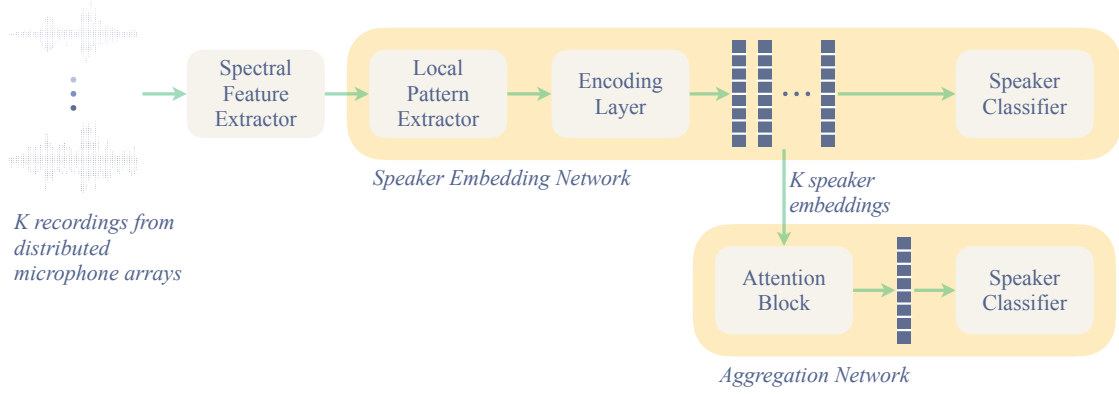 Spectral
Feature
Extractor
Local
Pattern
Extractor
Encoding
Layer
Speaker
Classifier
Speaker Embedding Network
K speaker
embeddings
K recordings from
distributed
microphone arrays
Attention
Block
Speaker
Classifier
Aggregation Network